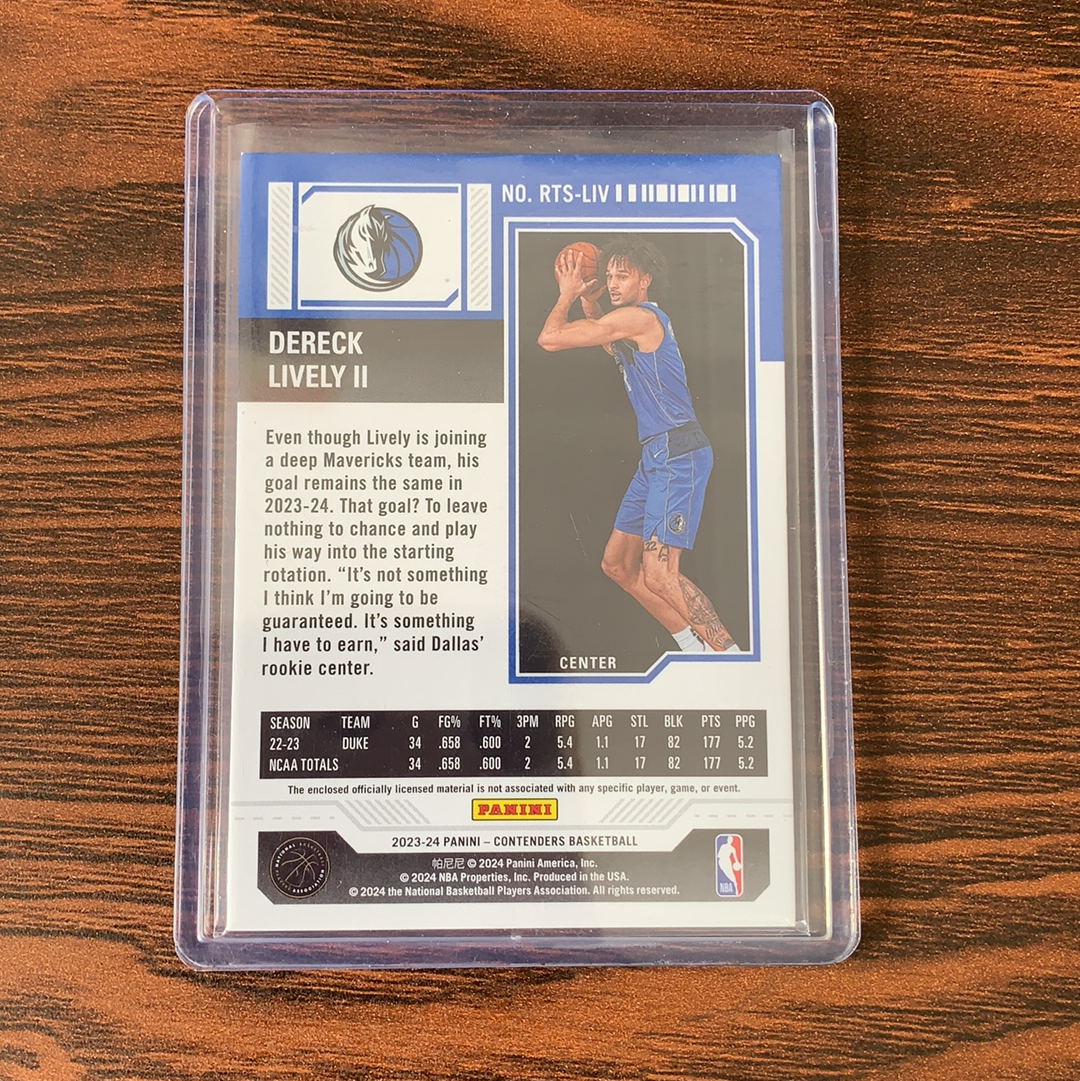 NO. RTS-LIV
DERECK
LIVELY II
Even though Lively is joining
a deep Mavericks team, his
goal remains the same in
2023-24. That goal? To leave
nothing to chance and play
his way into the starting
rotation. “It’s not something
I think I’m going to be
guaranteed. It’s something
I have to earn,” said Dallas’
rookie center.
CENTER
SEASON TEAM G FG% FT% 3PM RPG APG STL BLK PTS PPG
22-23 DUKE 34 .658 .600 2 5.4 1.1 17 82 177 5.2
NCAA TOTALS 34 .658 .600 2 5.4 1.1 17 82 177 5.2
The enclosed officially licensed material is not associated with any specific player, game, or event.
PANINI
2023-24 PANINI – CONTENDERS BASKETBALL
帕尼尼 © 2024 Panini America, Inc.
© 2024 NBA Properties, Inc. Produced in the USA.
© 2024 the National Basketball Players Association. All rights reserved.
NATIONAL BASKETBALL
ASSOCIATION
NBA